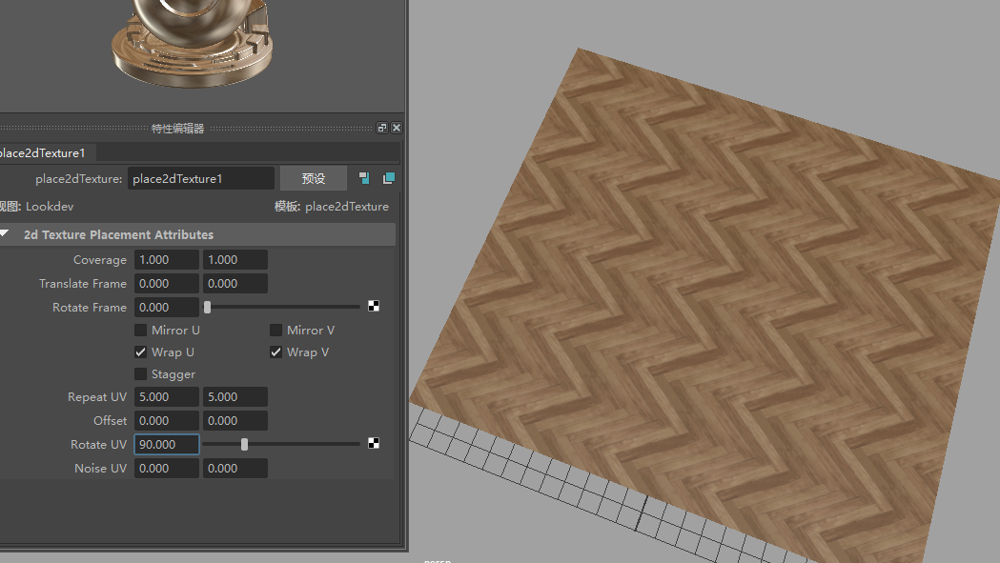 特性编辑器
place2dTexture1
place2dTexture: place2dTexture1 预设
视图: Lookdev 模板: place2dTexture
2d Texture Placement Attributes
Coverage 1.000 1.000
Translate Frame 0.000 0.000
Rotate Frame 0.000
Mirror U Mirror V
Wrap U Wrap V
Stagger
Repeat UV 5.000 5.000
Offset 0.000 0.000
Rotate UV 90.000
Noise UV 0.000 0.000